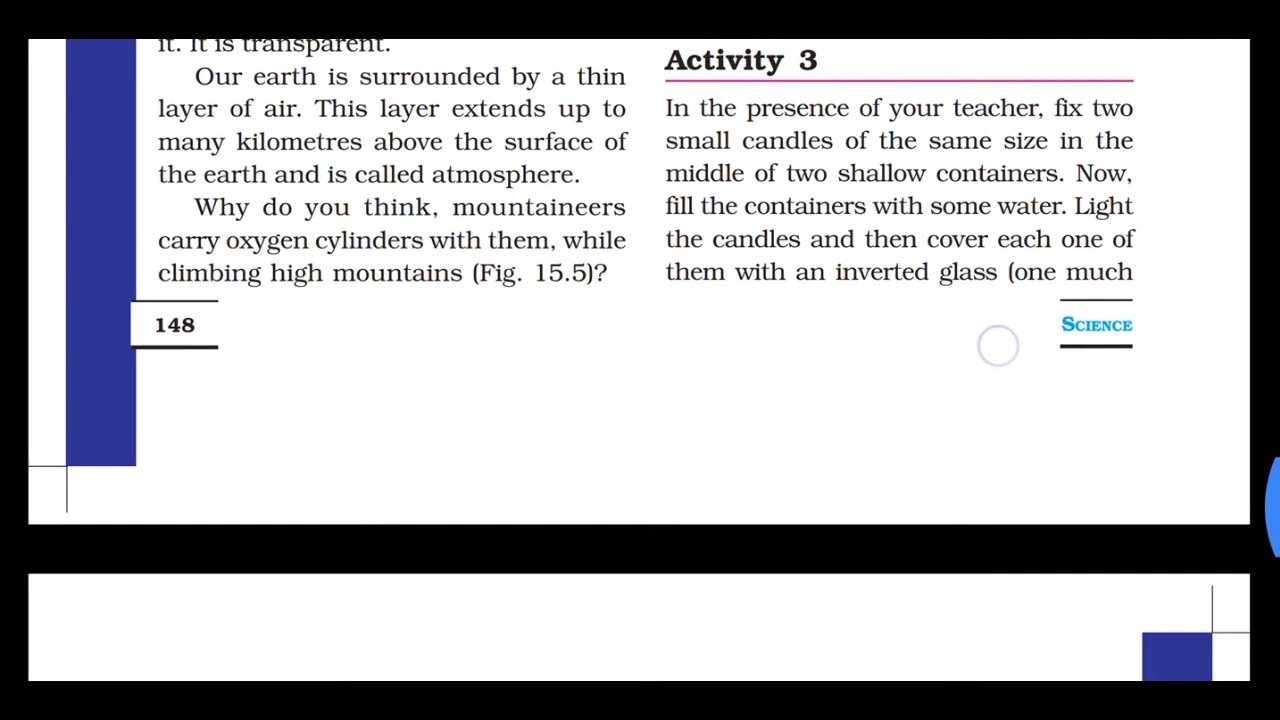 it. It is transparent.
Our earth is surrounded by a thin
layer of air. This layer extends up to
many kilometres above the surface of
the earth and is called atmosphere.
Why do you think, mountaineers
carry oxygen cylinders with them, while
climbing high mountains (Fig. 15.5)?
148
Activity 3
In the presence of your teacher, fix two
small candles of the same size in the
middle of two shallow containers. Now,
fill the containers with some water. Light
the candles and then cover each one of
them with an inverted glass (one much
SCIENCE